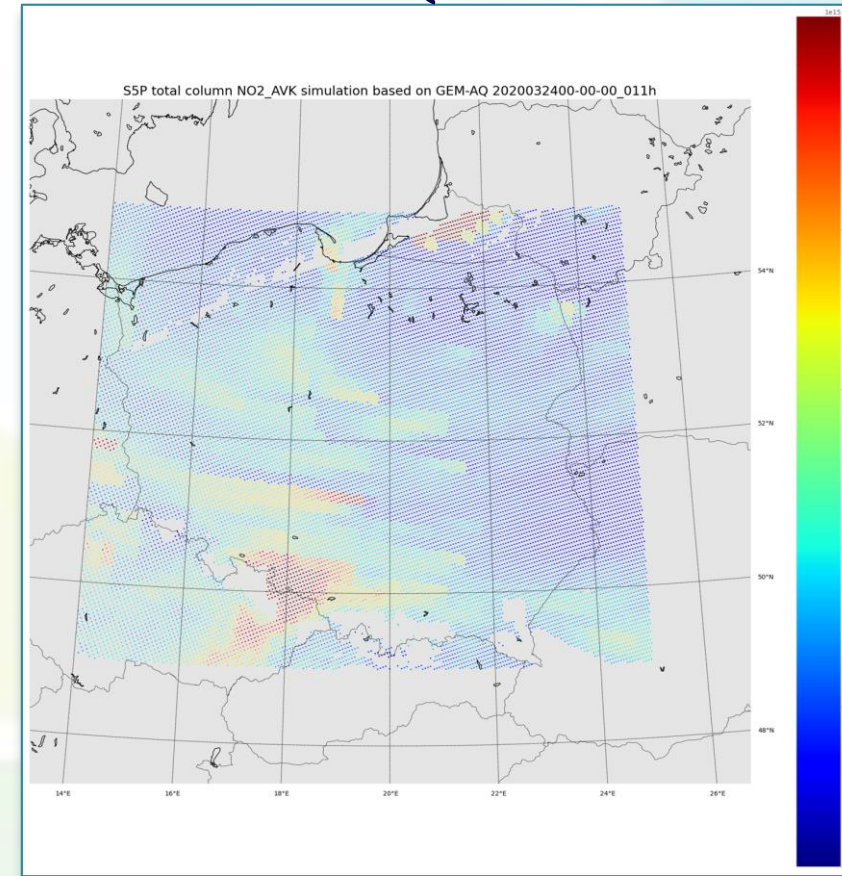 1e15
S5P total column NO2_AVK simulation based on GEM-AQ 2020032400-00-00_011h
54°N
52°N
50°N
48°N
14°E 16°E 18°E 20°E 22°E 24°E 26°E